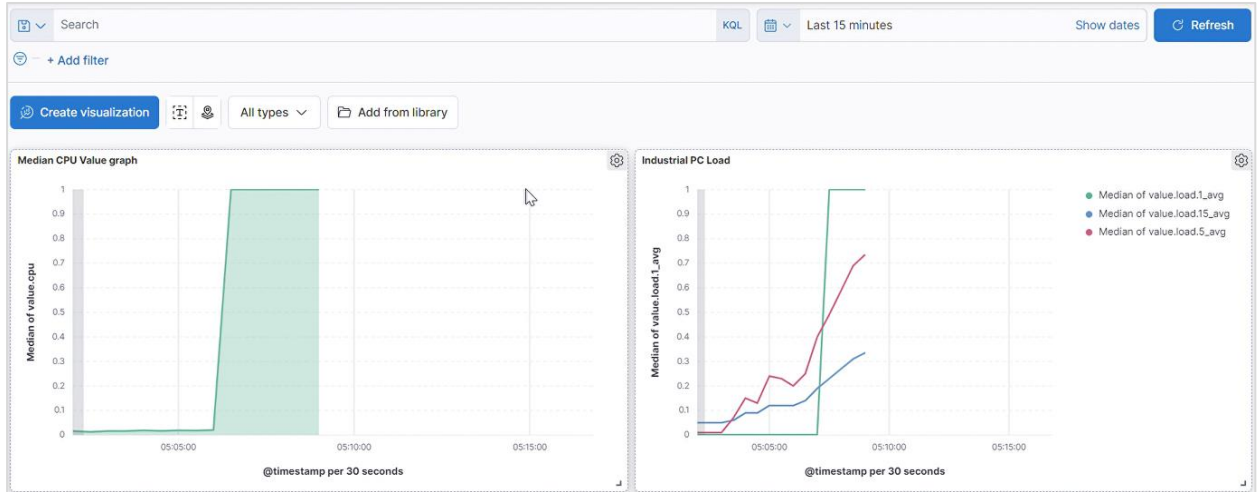 Search KQL Last 15 minutes Show dates Refresh
+ Add filter
Create visualization All types Add from library
Median CPU Value graph
Median of value.cpu
1
0.9
0.8
0.7
0.6
0.5
0.4
0.3
0.2
0.1
0
05:05:00 05:10:00 05:15:00
@timestamp per 30 seconds
Industrial PC Load
Median of value.load.1_avg
1
0.9
0.8
0.7
0.6
0.5
0.4
0.3
0.2
0.1
0
05:05:00 05:10:00 05:15:00
@timestamp per 30 seconds
Median of value.load.1_avg
Median of value.load.15_avg
Median of value.load.5_avg